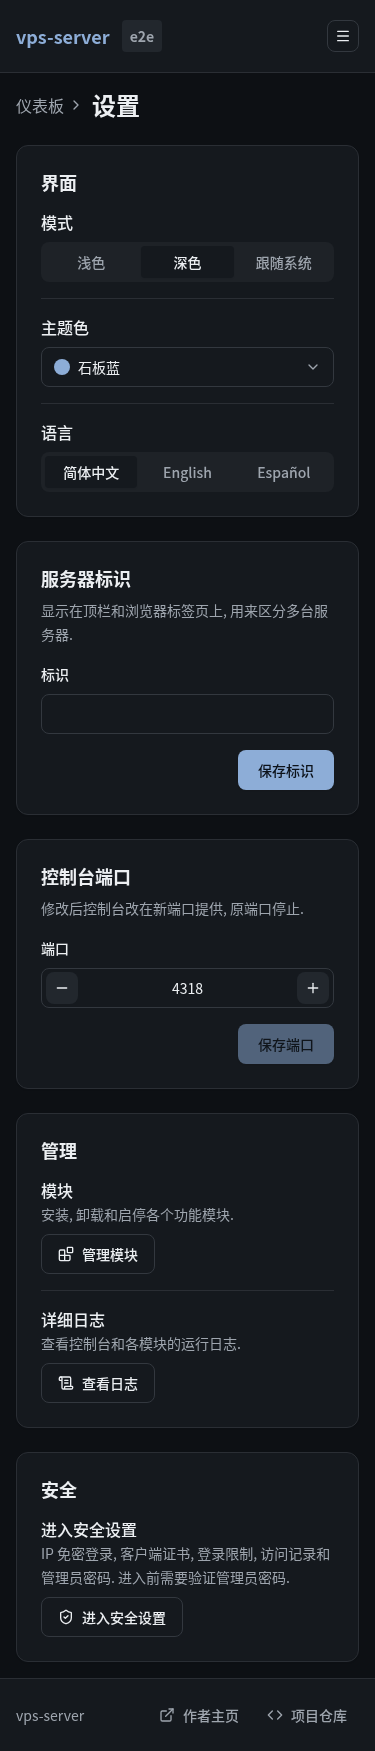 vps-server e2e
仪表板 > 设置
界面
模式
浅色 深色 跟随系统
主题色
石板蓝
语言
简体中文 English Español
服务器标识
显示在顶栏和浏览器标签页上, 用来区分多台服
务器.
标识
保存标识
控制台端口
修改后控制台改在新端口提供, 原端口停止.
端口
4318
保存端口
管理
模块
安装, 卸载和启停各个功能模块.
管理模块
详细日志
查看控制台和各模块的运行日志.
查看日志
安全
进入安全设置
IP 免密登录, 客户端证书, 登录限制, 访问记录和
管理员密码. 进入前需要验证管理员密码.
进入安全设置
vps-server 作者主页 项目仓库